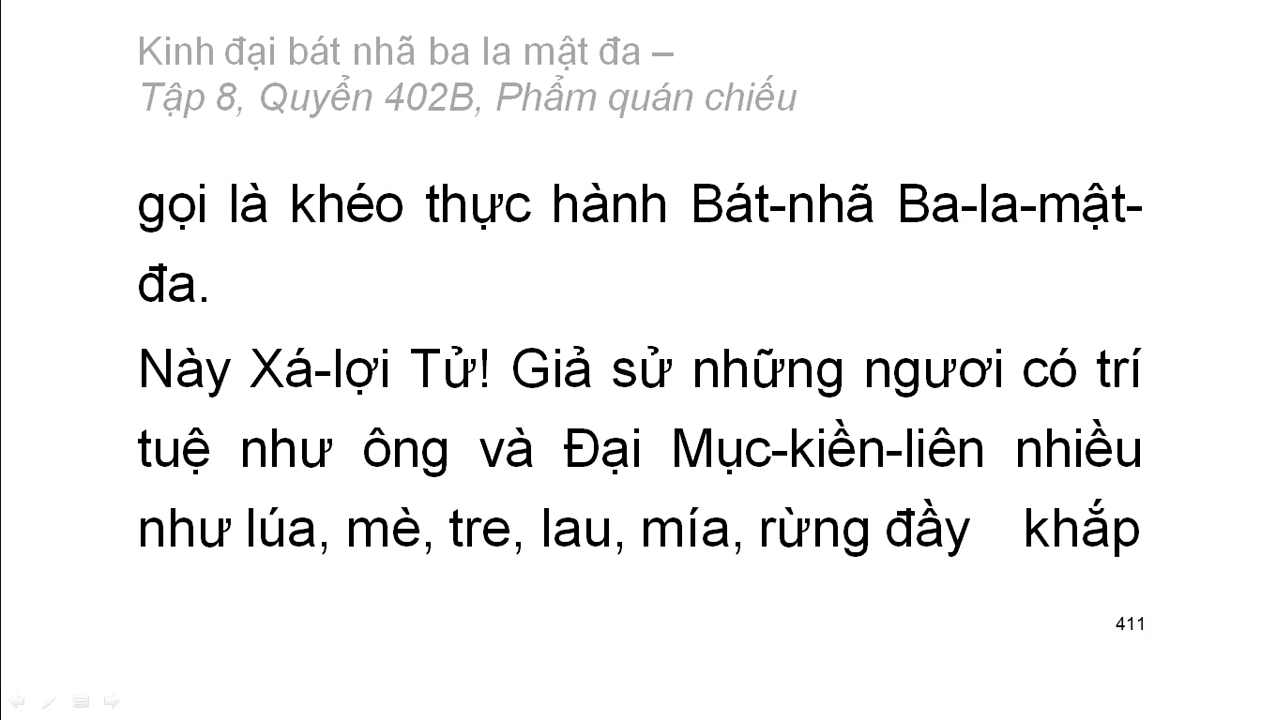 Kinh đại bát nhã ba la mật đa –
Tập 8, Quyển 402B, Phẩm quán chiếu
gọi là khéo thực hành Bát-nhã Ba-la-mật-
đa.
Này Xá-lợi Tử! Giả sử những ngươi có trí
tuệ như ông và Đại Mục-kiền-liên nhiều
như lúa, mè, tre, lau, mía, rừng đầy khắp
411